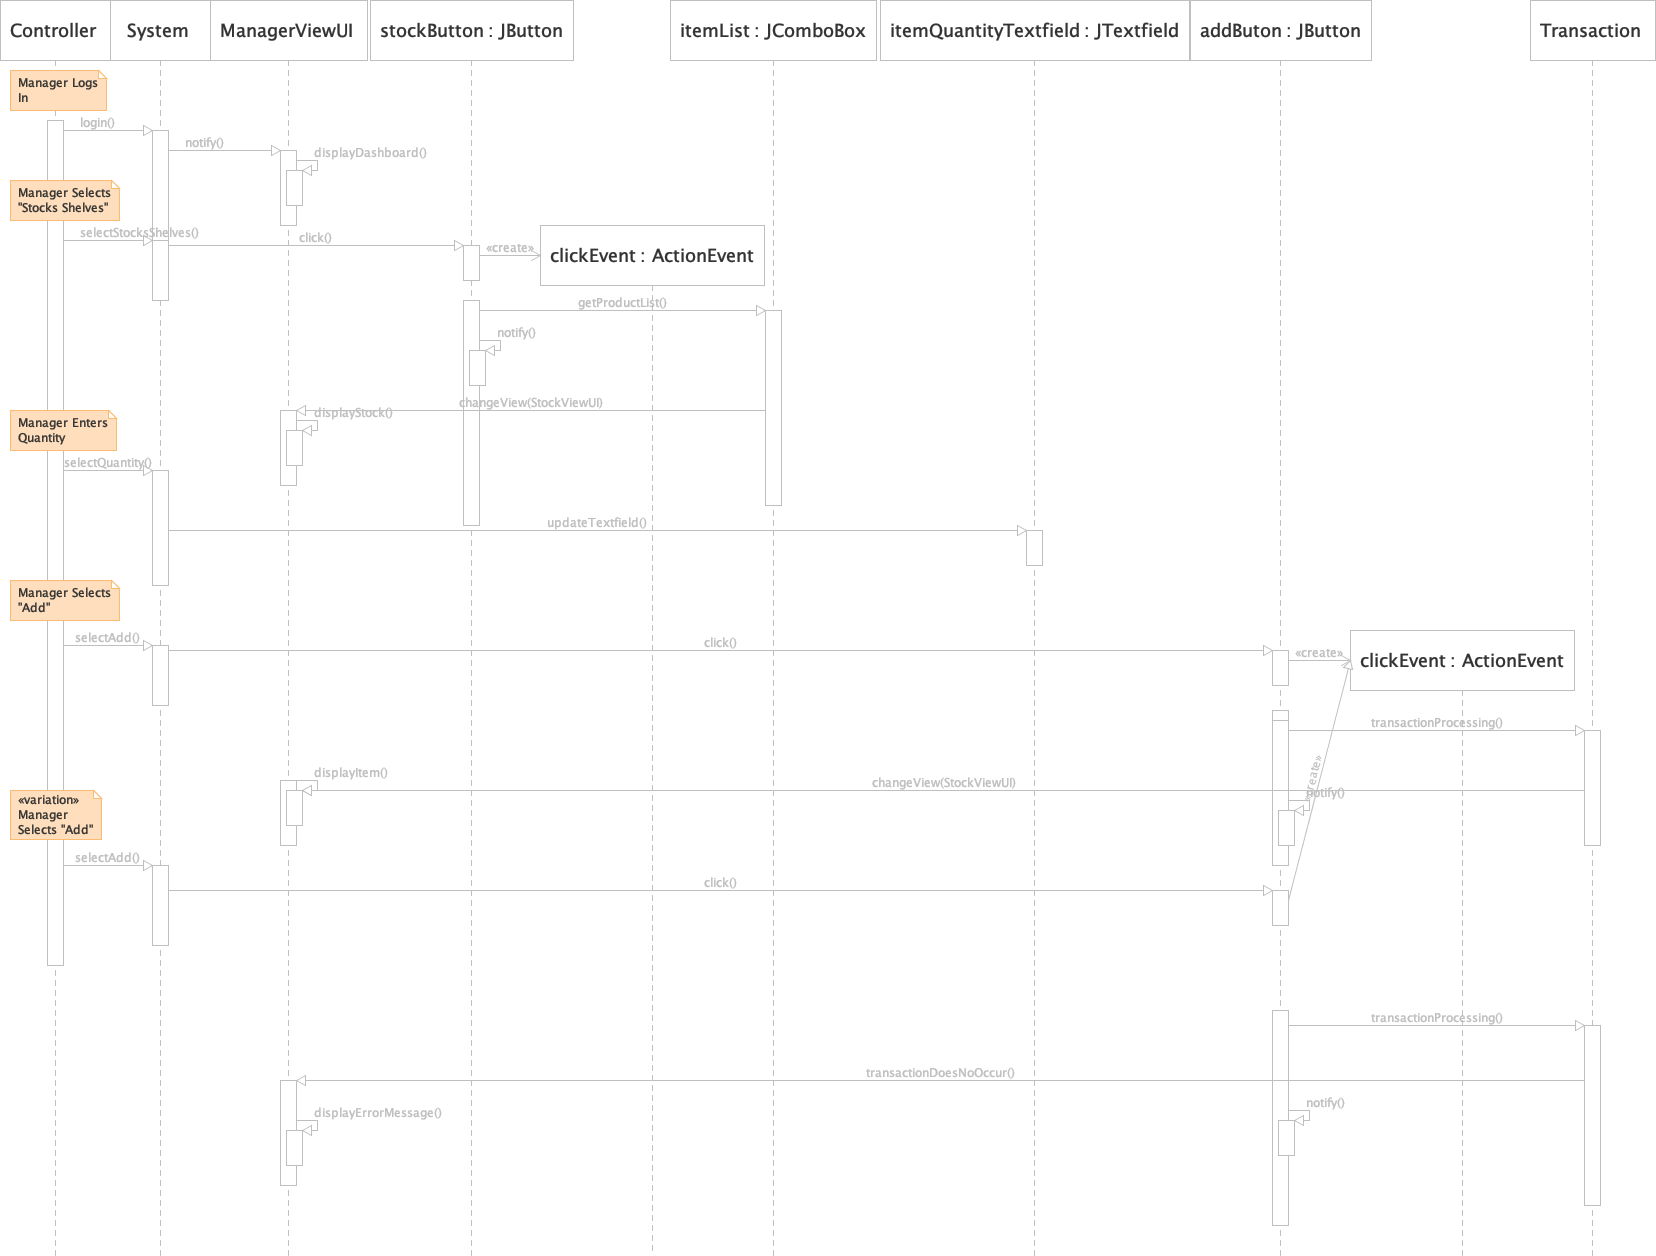 Controller
System
ManagerViewUI
stockButton : JButton
itemList : JComboBox
itemQuantityTextfield : JTextfield
addButon : JButton
Transaction
Manager Logs
In
login()
notify()
displayDashboard()
Manager Selects
"Stocks Shelves"
selectStocksShelves()
click()
«create»
clickEvent : ActionEvent
getProductList()
notify()
changeView(StockViewUI)
displayStock()
Manager Enters
Quantity
selectQuantity()
updateTextfield()
Manager Selects
"Add"
selectAdd()
click()
«create»
clickEvent : ActionEvent
transactionProcessing()
displayItem()
changeView(StockViewUI)
«create»
notify()
«variation»
Manager
Selects "Add"
selectAdd()
click()
transactionProcessing()
transactionDoesNoOccur()
displayErrorMessage()
notify()